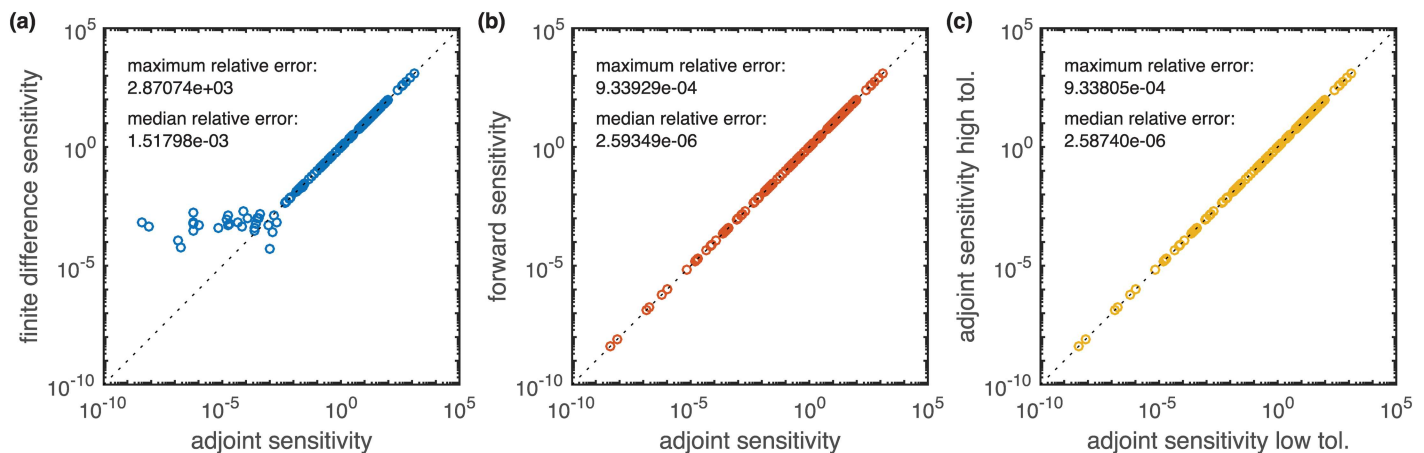 (a)
10^5
10^0
10^-5
10^-10
finite difference sensitivity
maximum relative error:
2.87074e+03
median relative error:
1.51798e-03
10^-10
10^-5
10^0
10^5
adjoint sensitivity
(b)
10^5
10^0
10^-5
10^-10
forward sensitivity
maximum relative error:
9.33929e-04
median relative error:
2.59349e-06
10^-10
10^-5
10^0
10^5
adjoint sensitivity
(c)
10^5
10^0
10^-5
10^-10
adjoint sensitivity high tol.
maximum relative error:
9.33805e-04
median relative error:
2.58740e-06
10^-10
10^-5
10^0
10^5
adjoint sensitivity low tol.